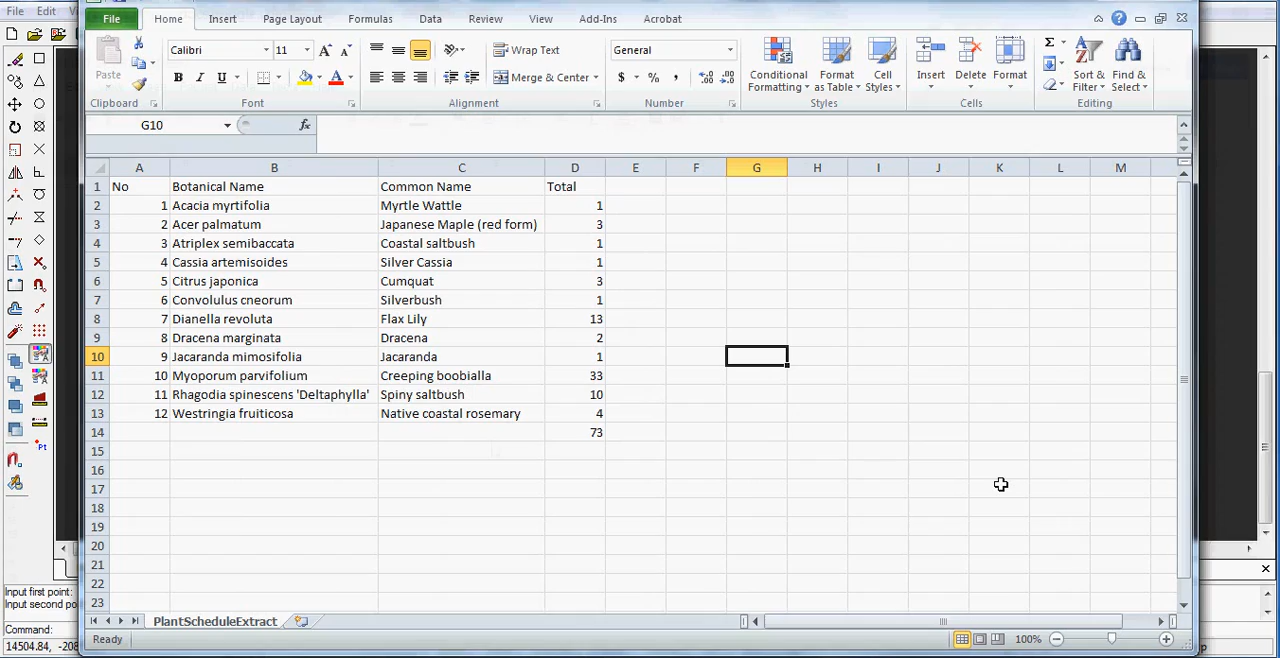 File Edit Vi
File Home Insert Page Layout Formulas Data Review View Add-Ins Acrobat
Paste Calibri 11 A A Wrap Text General Conditional Formatting Format as Table Cell Styles Insert Delete Format Σ Sort & Filter Find & Select
B I U A Merge & Center $ % ,
Clipboard Font Alignment Number Styles Cells Editing
G10 fx
A B C D E F G H I J K L M
1 No Botanical Name Common Name Total
2 1 Acacia myrtifolia Myrtle Wattle 1
3 2 Acer palmatum Japanese Maple (red form) 3
4 3 Atriplex semibaccata Coastal saltbush 1
5 4 Cassia artemisoides Silver Cassia 1
6 5 Citrus japonica Cumquat 3
7 6 Convolulus cneorum Silverbush 1
8 7 Dianella revoluta Flax Lily 13
9 8 Dracena marginata Dracena 2
10 9 Jacaranda mimosifolia Jacaranda 1
11 10 Myoporum parvifolium Creeping boobialla 33
12 11 Rhagodia spinescens 'Deltaphylla' Spiny saltbush 10
13 12 Westringia fruiticosa Native coastal rosemary 4
14 73
15
16
17
18
19
20
21
22
23
Input first point:
Input second po
PlantScheduleExtract
Command:
Ready 100%
14504.84, -208